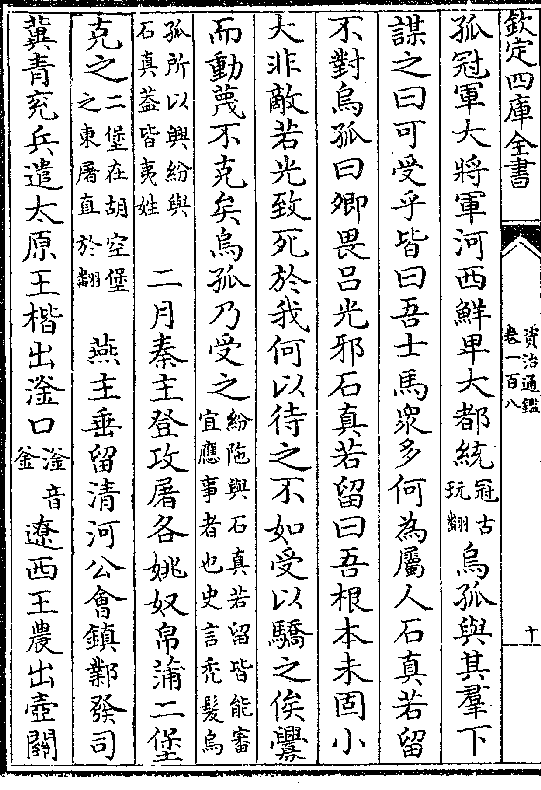 欽定四庫全書
資治通鑑
卷一百八
十
孤冠軍大將軍河西鮮卑大都統冠古玩翻烏孤與其羣下
謀之曰可受乎皆曰吾士馬衆多何為屬人石真若留
不對烏孤曰卿畏吕光邪石真若留曰吾根本未固小
大非敵若光致死於我何以待之不如受以驕之俟釁
而動蔑不克矣烏孤乃受之紛陁與石真若留皆能審宜應事者也史言秃髮烏
孤所以興紛與石真葢皆夷姓 二月秦主登攻屠各姚奴帛蒲二堡
克之二堡在胡空堡之東屠直於翻 燕主垂留清河公會鎮鄴發司
冀青兖兵遣太原王楷出滏口滏音釜遼西王農出壺關